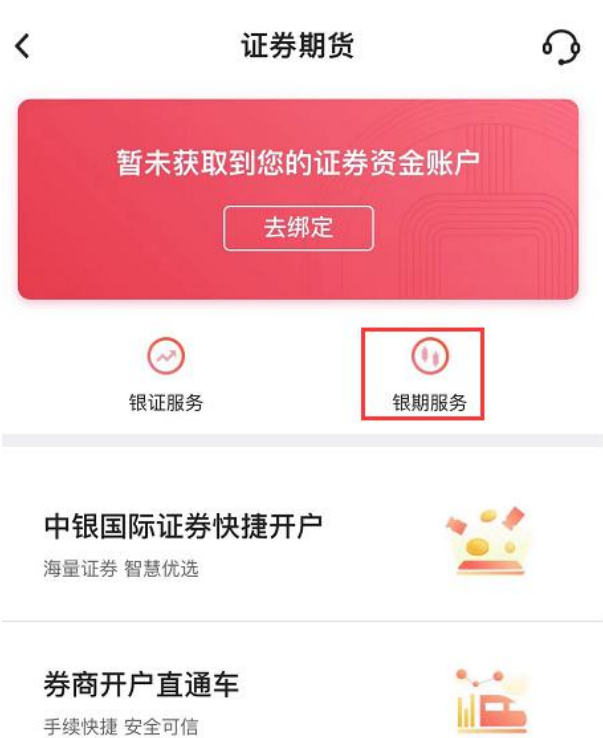 证券期货
暂未获取到您的证券资金账户
去绑定
银证服务
银期服务
中银国际证券快捷开户
海量证券 智慧优选
券商开户直通车
手续快捷 安全可信